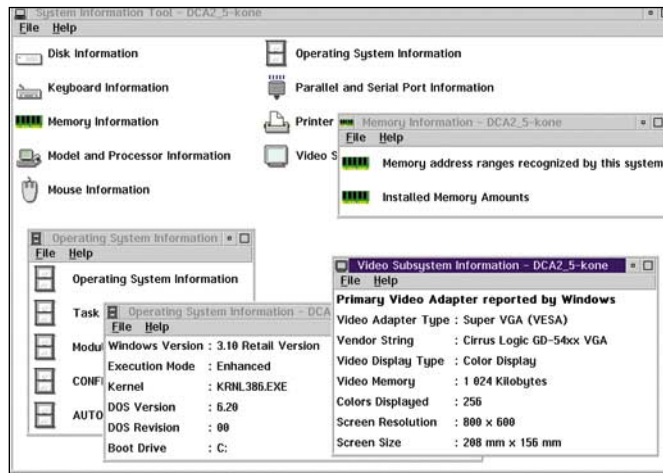 System Information Tool - DCA2_5-kone
File Help
Disk Information
Operating System Information
Keyboard Information
Parallel and Serial Port Information
Memory Information
Printer
Model and Processor Information
Video S
Mouse Information
Memory Information - DCA2_5-kone
File Help
Memory address ranges recognized by this system
Installed Memory Amounts
Operating System Information
File Help
Operating System Information
Task
Modu
CONF
AUTO
Operating System Information - DCA
File Help
Windows Version : 3.10 Retail Version
Execution Mode : Enhanced
Kernel : KRNL386.EXE
DOS Version : 6.20
DOS Revision : 00
Boot Drive : C:
Video Subsystem Information - DCA2_5-kone
File Help
Primary Video Adapter reported by Windows
Video Adapter Type : Super VGA (VESA)
Vendor String : Cirrus Logic GD-54xx VGA
Video Display Type : Color Display
Video Memory : 1 024 Kilobytes
Colors Displayed : 256
Screen Resolution : 800 x 600
Screen Size : 208 mm x 156 mm